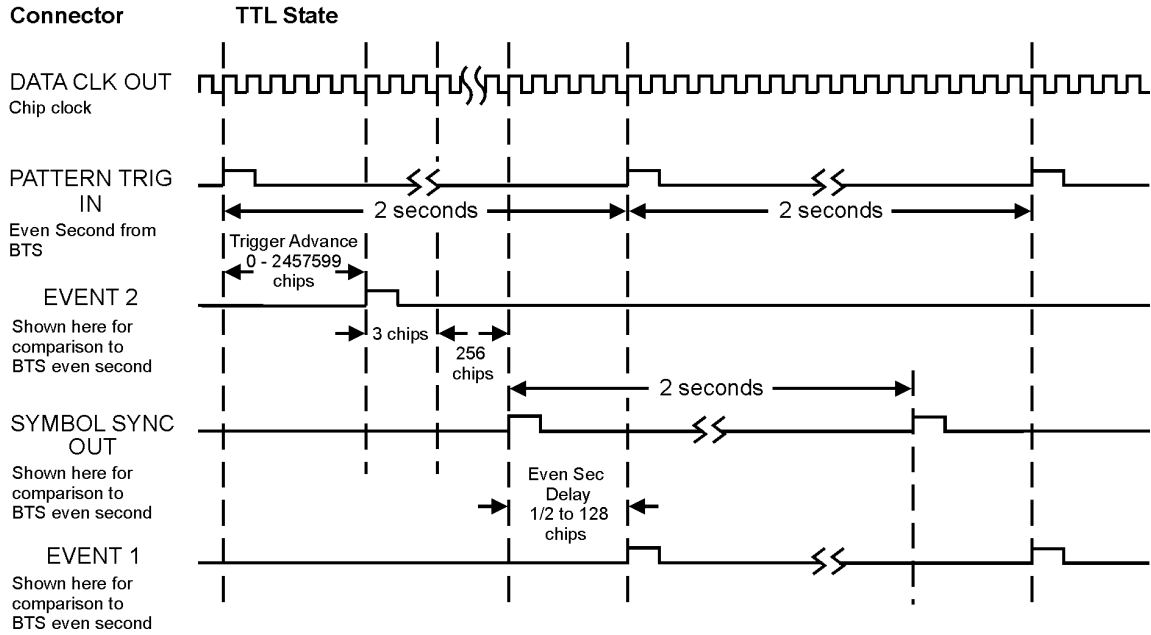 Connector TTL State
DATA CLK OUT
Chip clock
PATTERN TRIG
IN
Even Second from
BTS
2 seconds 2 seconds
Trigger Advance
0 - 2457599
chips
EVENT 2
Shown here for
comparison to
BTS even second
3 chips
256
chips
2 seconds
SYMBOL SYNC
OUT
Shown here for
comparison to
BTS even second
Even Sec
Delay
1/2 to 128
chips
EVENT 1
Shown here for
comparison to
BTS even second